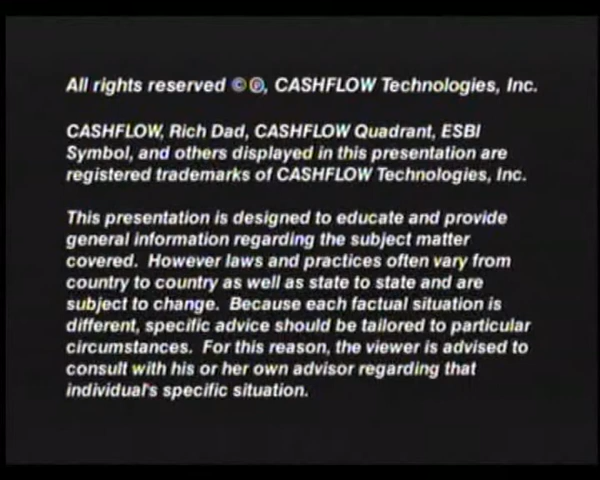 All rights reserved ©℗, CASHFLOW Technologies, Inc.
CASHFLOW, Rich Dad, CASHFLOW Quadrant, ESBI
Symbol, and others displayed in this presentation are
registered trademarks of CASHFLOW Technologies, Inc.
This presentation is designed to educate and provide
general information regarding the subject matter
covered. However laws and practices often vary from
country to country as well as state to state and are
subject to change. Because each factual situation is
different, specific advice should be tailored to particular
circumstances. For this reason, the viewer is advised to
consult with his or her own advisor regarding that
individual's specific situation.